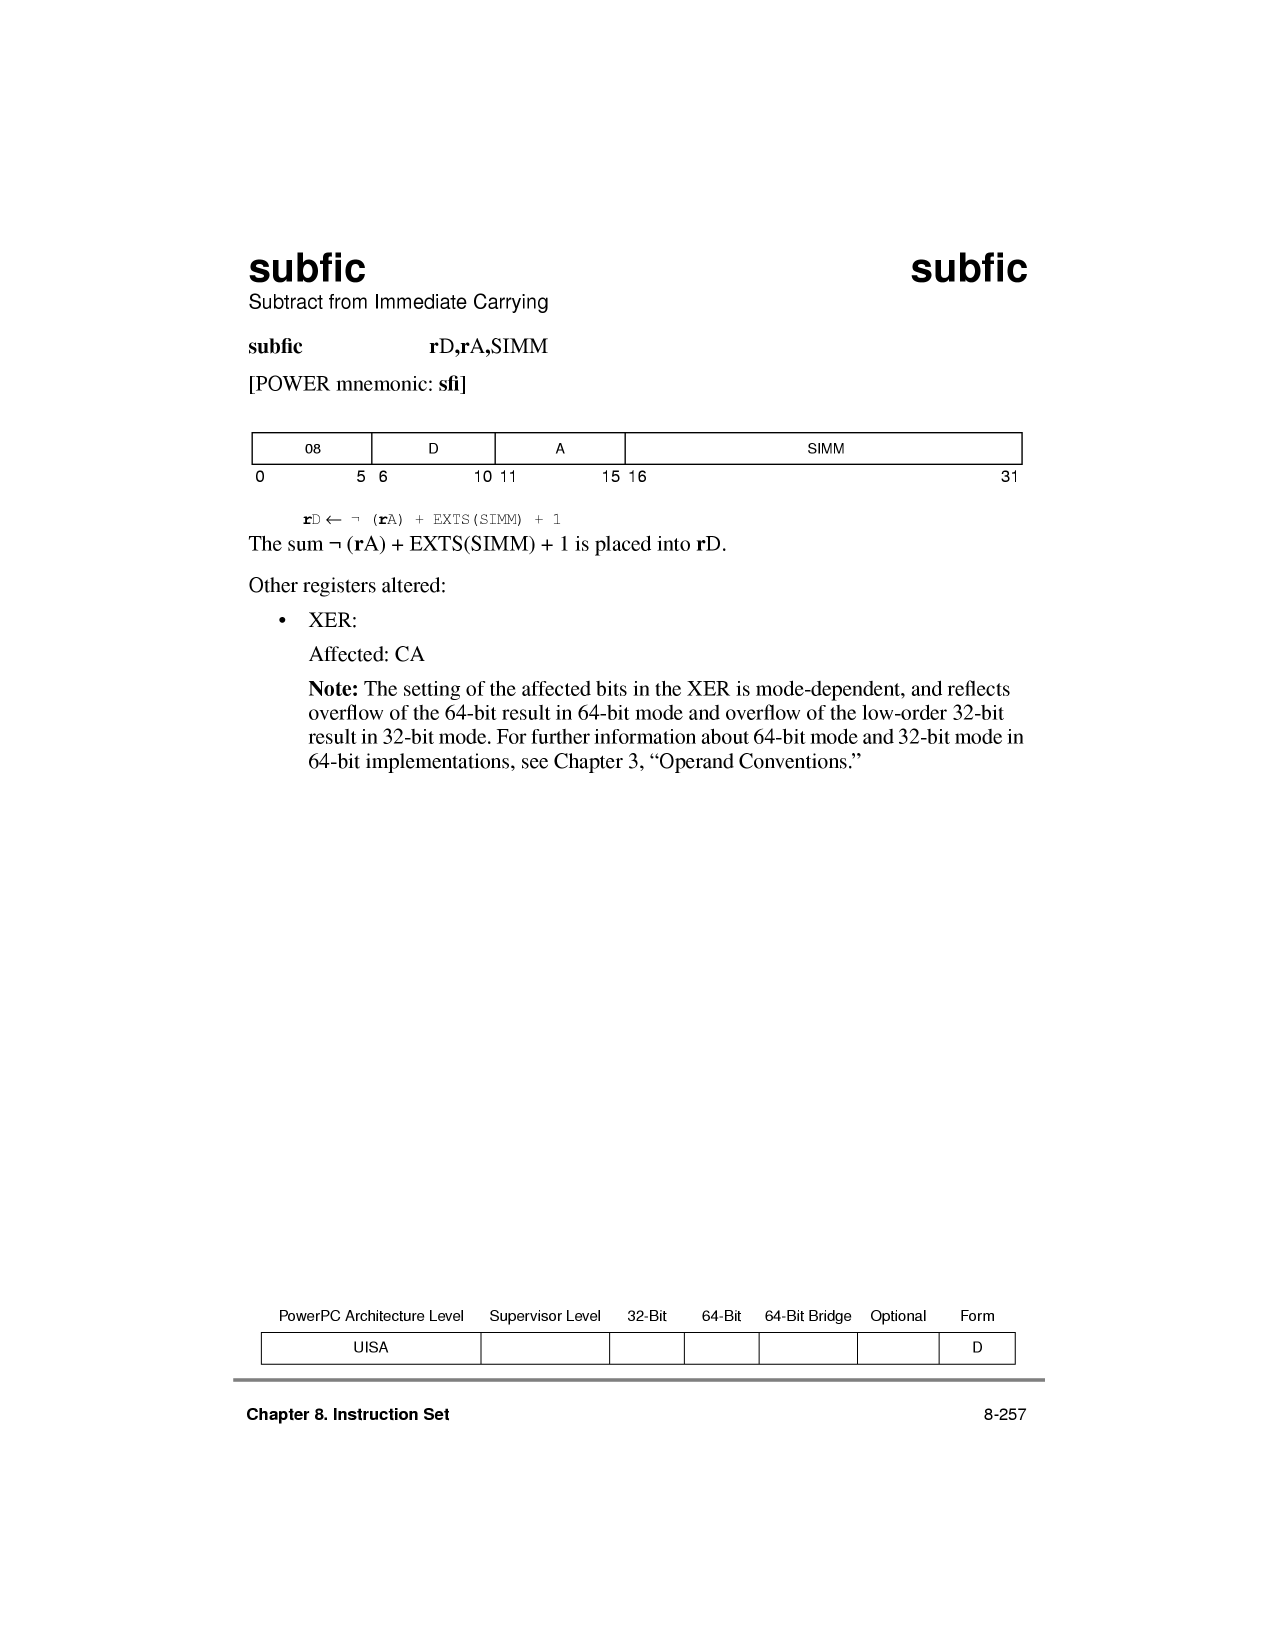 subfic subfic
Subtract from Immediate Carrying
subfic rD,rA,SIMM
[POWER mnemonic: sfi]
08 D A SIMM
0 5 6 10 11 15 16 31
rD ← ¬ (rA) + EXTS(SIMM) + 1
The sum ¬ (rA) + EXTS(SIMM) + 1 is placed into rD.
Other registers altered:
• XER:
Affected: CA
Note: The setting of the affected bits in the XER is mode-dependent, and reflects
overflow of the 64-bit result in 64-bit mode and overflow of the low-order 32-bit
result in 32-bit mode. For further information about 64-bit mode and 32-bit mode in
64-bit implementations, see Chapter 3, “Operand Conventions.”
PowerPC Architecture Level Supervisor Level 32-Bit 64-Bit 64-Bit Bridge Optional Form
UISA D
Chapter 8. Instruction Set 8-257